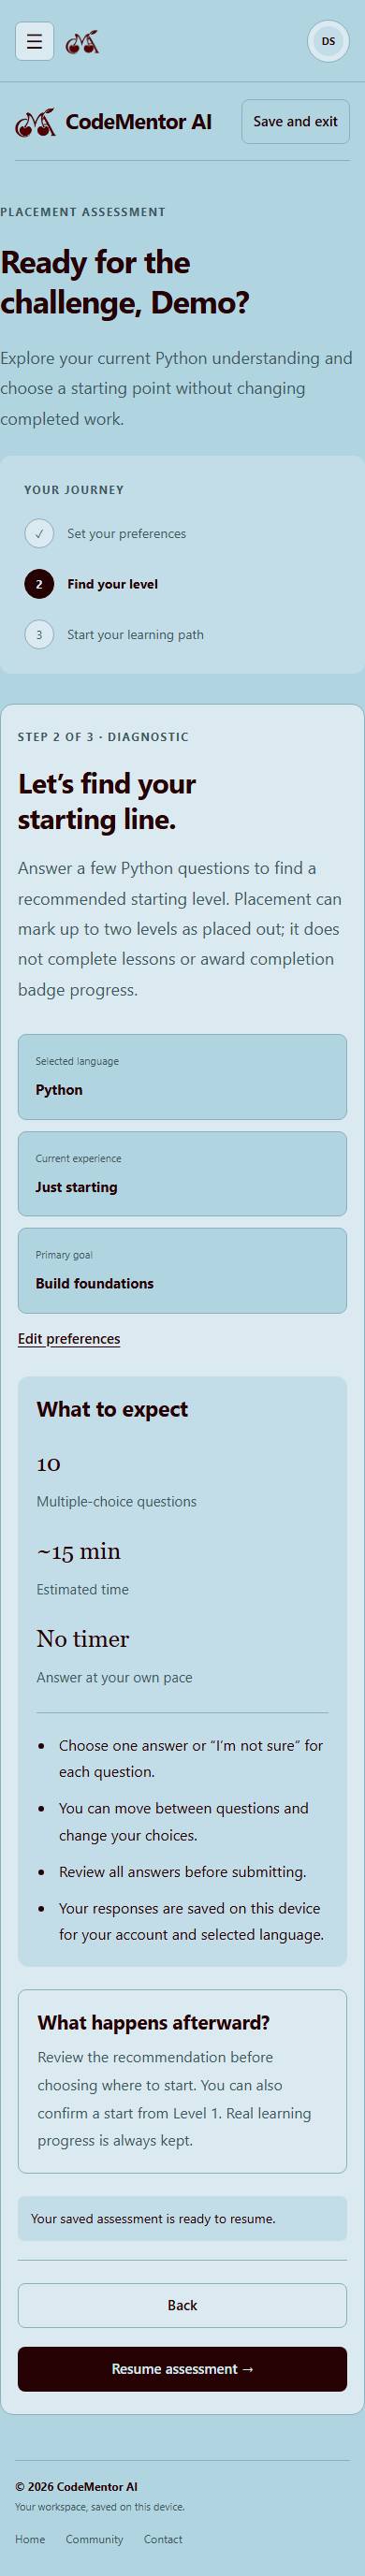 DS
CodeMentor AI
Save and exit
PLACEMENT ASSESSMENT
Ready for the
challenge, Demo?
Explore your current Python understanding and
choose a starting point without changing
completed work.
YOUR JOURNEY
✓ Set your preferences
2 Find your level
3 Start your learning path
STEP 2 OF 3 · DIAGNOSTIC
Let’s find your
starting line.
Answer a few Python questions to find a
recommended starting level. Placement can
mark up to two levels as placed out; it does
not complete lessons or award completion
badge progress.
Selected language
Python
Current experience
Just starting
Primary goal
Build foundations
Edit preferences
What to expect
10
Multiple-choice questions
~15 min
Estimated time
No timer
Answer at your own pace
• Choose one answer or “I’m not sure” for
each question.
• You can move between questions and
change your choices.
• Review all answers before submitting.
• Your responses are saved on this device
for your account and selected language.
What happens afterward?
Review the recommendation before
choosing where to start. You can also
confirm a start from Level 1. Real learning
progress is always kept.
Your saved assessment is ready to resume.
Back
Resume assessment →
© 2026 CodeMentor AI
Your workspace, saved on this device.
Home Community Contact